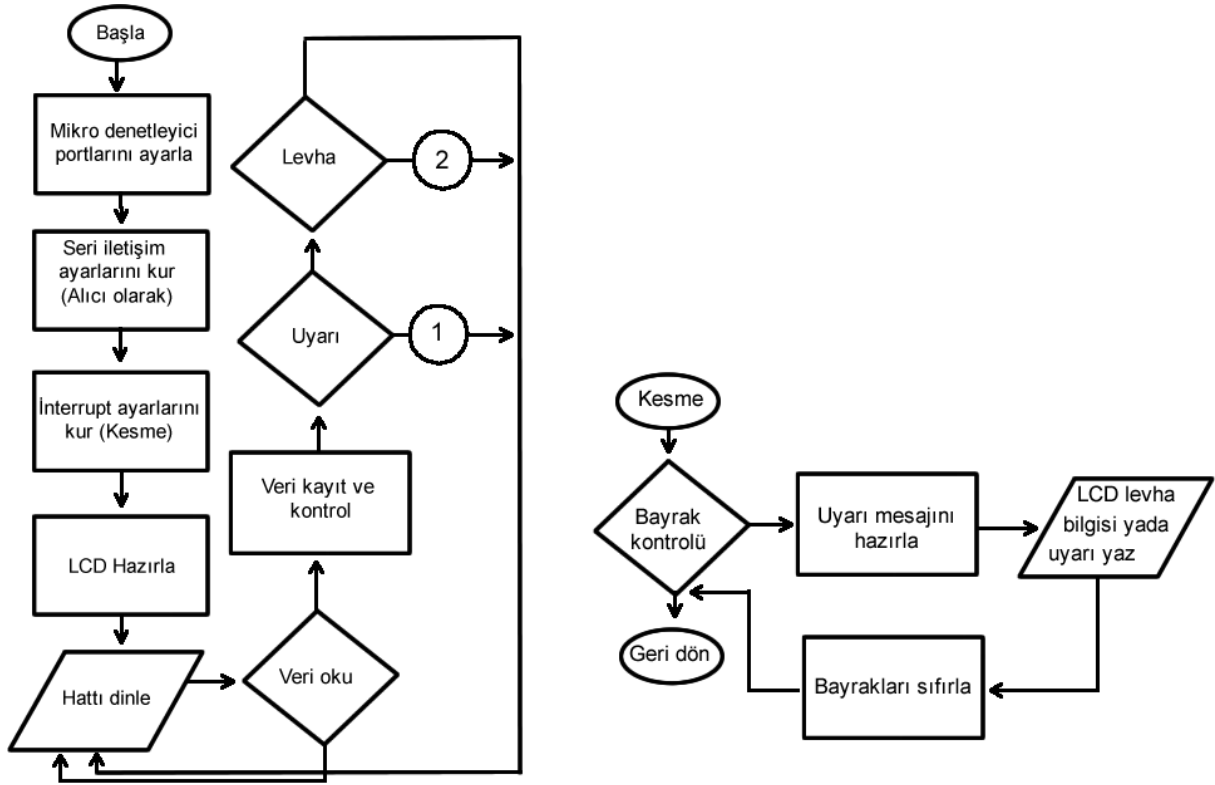 Başla
Mikro denetleyici
portlarını ayarla
Seri iletişim
ayarlarını kur
(Alıcı olarak)
İnterrupt ayarlarını
kur (Kesme)
LCD Hazırla
Hattı dinle
Veri oku
Veri kayıt ve
kontrol
Uyarı
1
Levha
2
Kesme
Bayrak
kontrolü
Uyarı mesajını
hazırla
LCD levha
bilgisi yada
uyarı yaz
Bayrakları sıfırla
Geri dön